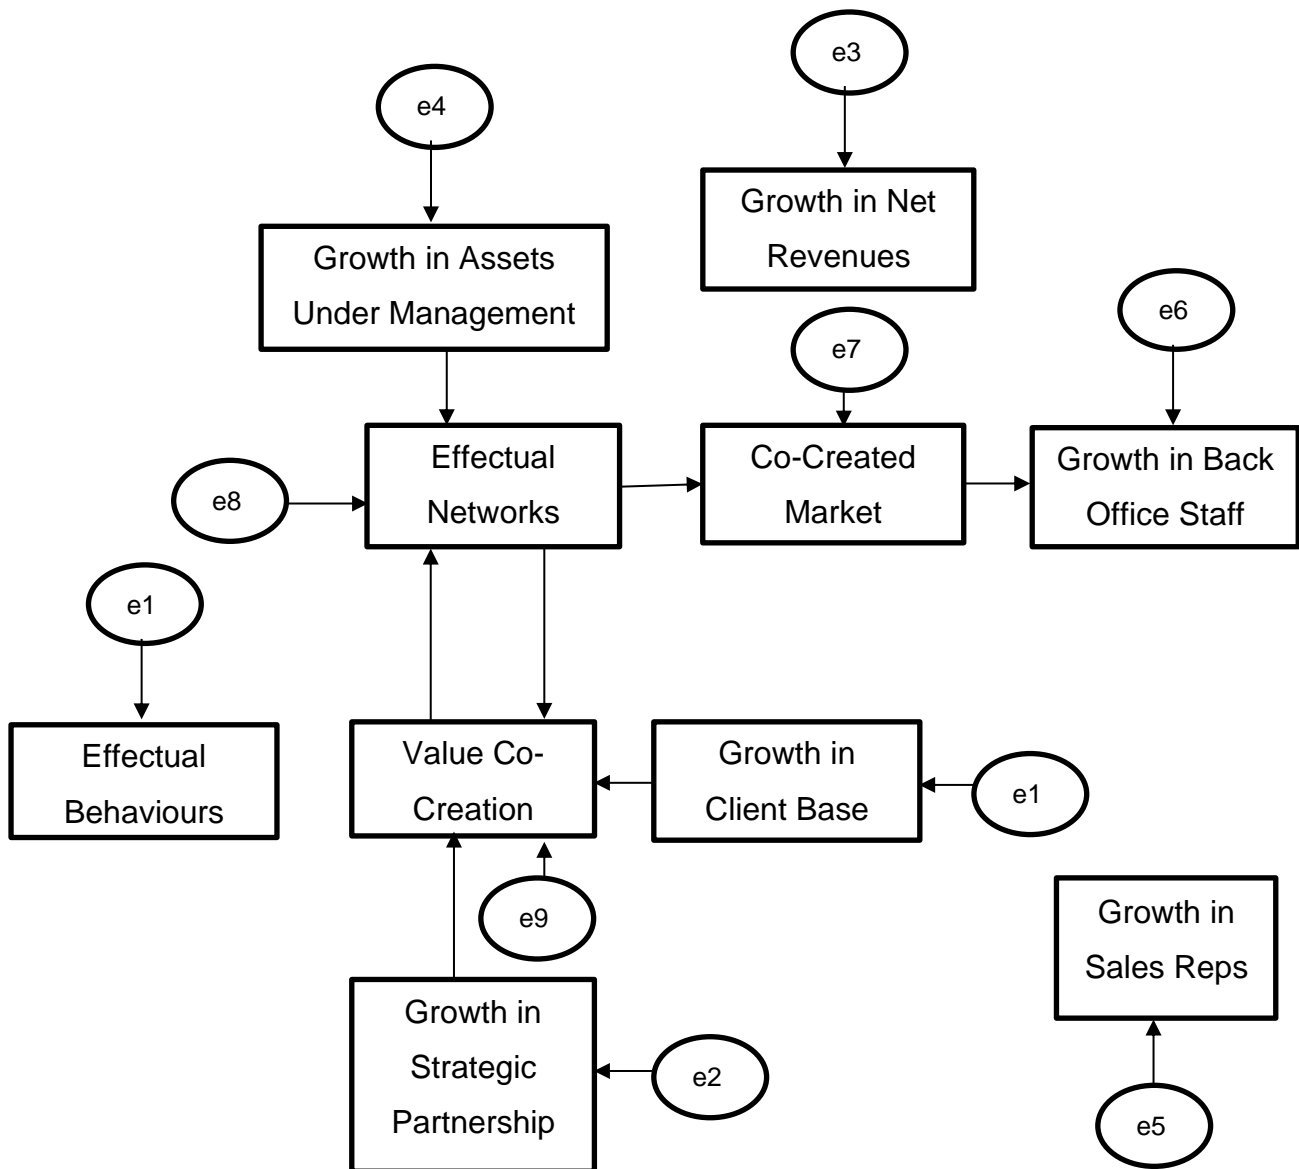 e3
e4
Growth in Net
Revenues
Growth in Assets
Under Management
e6
e7
Effectual
Networks
Co-Created
Market
Growth in Back
Office Staff
e8
e1
Effectual
Behaviours
Value Co-
Creation
Growth in
Client Base
e1
e9
Growth in
Sales Reps
Growth in
Strategic
Partnership
e2
e5